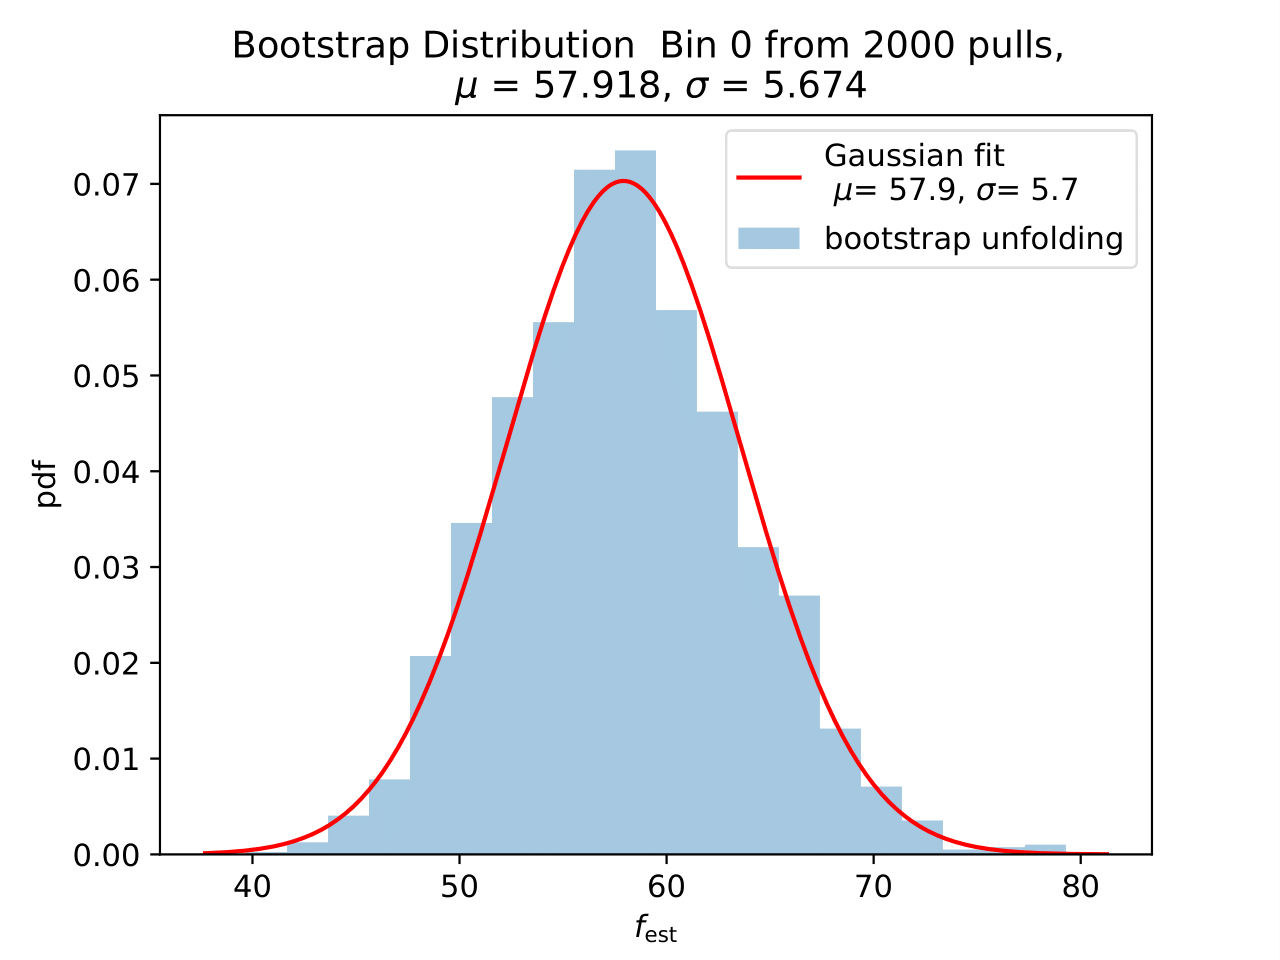 Bootstrap Distribution  Bin 0 from 2000 pulls,
μ = 57.918, σ = 5.674
Gaussian fit
μ= 57.9, σ= 5.7
bootstrap unfolding
0.07
0.06
0.05
0.04
0.03
0.02
0.01
0.00
pdf
40 50 60 70 80
f_est